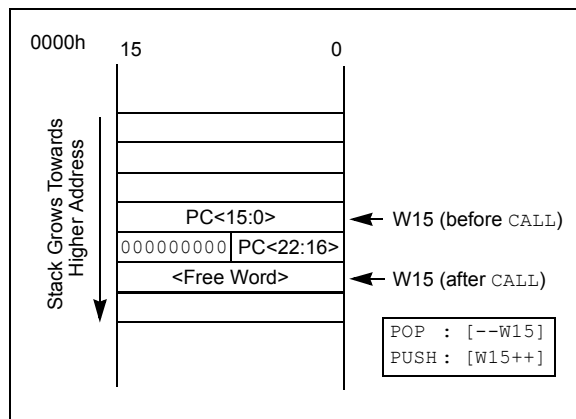 0000h
15 0
Stack Grows Towards
Higher Address
PC<15:0>
W15 (before CALL)
000000000 PC<22:16>
<Free Word>
W15 (after CALL)
POP : [--W15]
PUSH : [W15++]